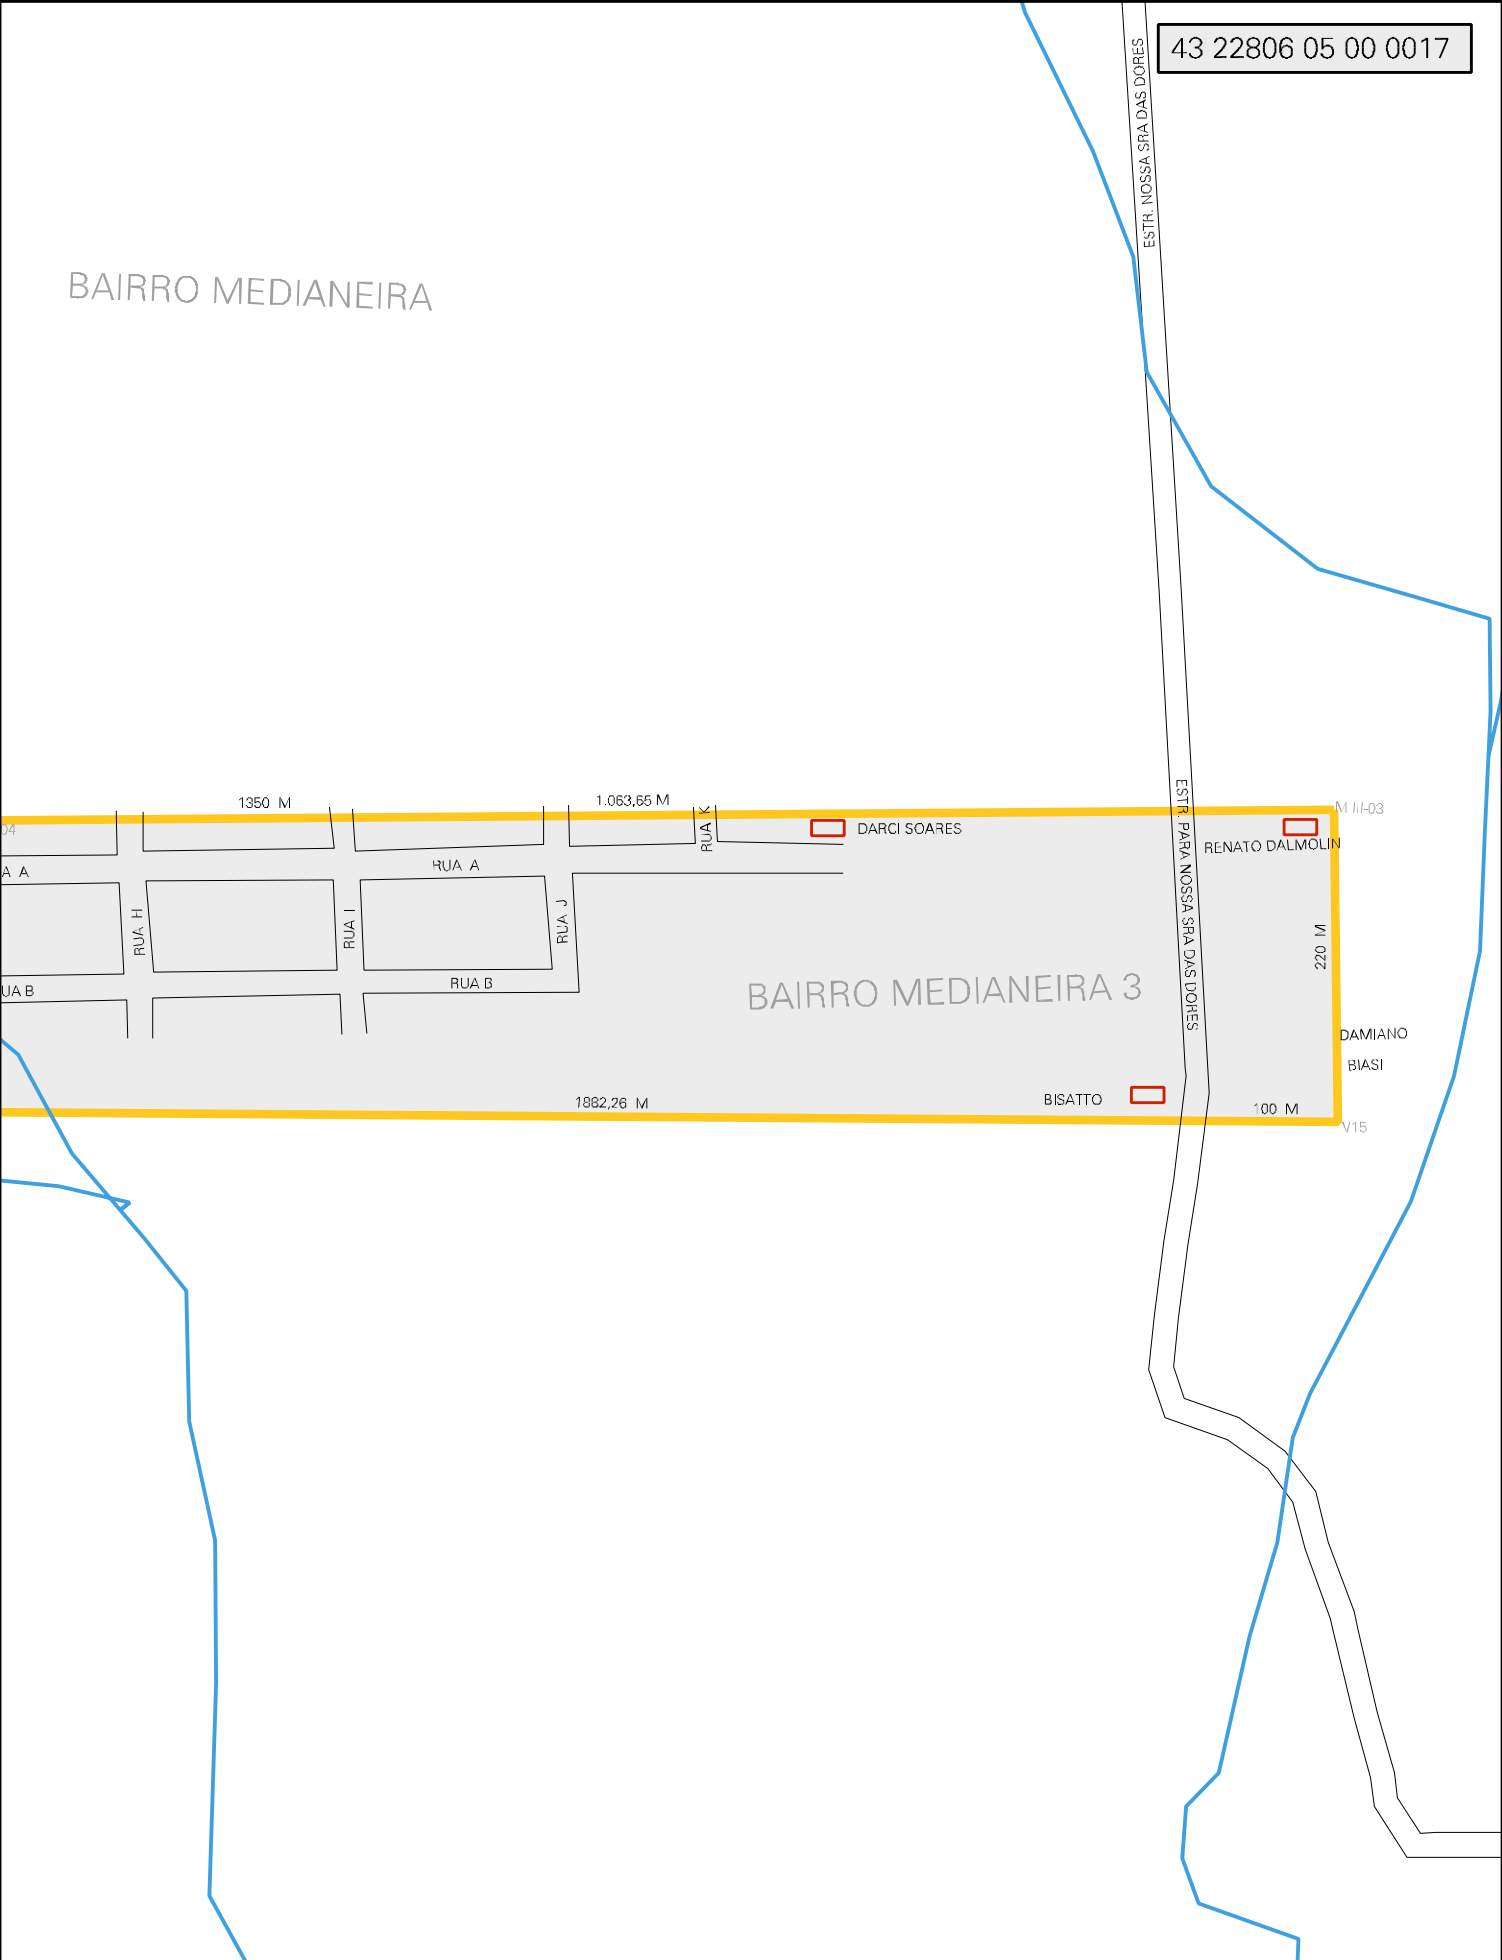 43 22806 05 00 0017
ESTR. NOSSA SRA DAS DORES
BAIRRO MEDIANEIRA
1350 M
1.063,65 M
RUA K
M III-03
04
DARCI SOARES
ESTR. PARA NOSSA SRA DAS DORES
RENATO DALMOLIN
A A
RUA A
RUA H
RUA I
RUA J
220 M
UA B
RUA B
BAIRRO MEDIANEIRA 3
DAMIANO
BIASI
1882,26 M
BISATTO
100 M
V15